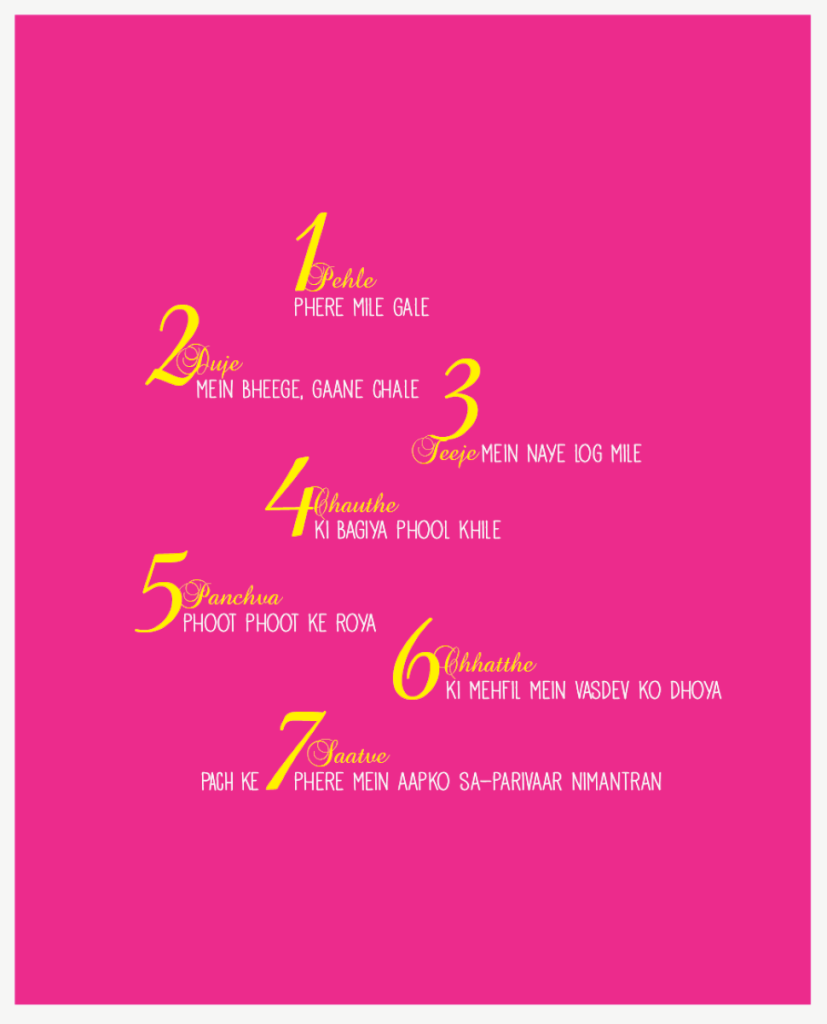 1 Pehle
PHERE MILE GALE
2 Duje
MEIN BHEEGE, GAANE CHALE
3
Teeje MEIN NAYE LOG MILE
4 Chauthe
KI BAGIYA PHOOL KHILE
5 Panchva
PHOOT PHOOT KE ROYA
6 Chhatthe
KI MEHFIL MEIN VASDEV KO DHOYA
7 Saatve
PACH KE PHERE MEIN AAPKO SA-PARIVAAR NIMANTRAN